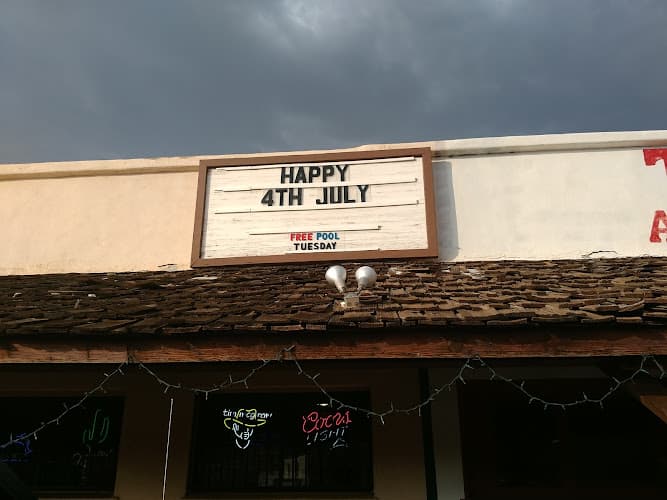 HAPPY
4TH JULY
FREE POOL
TUESDAY
Coors
LIGHT